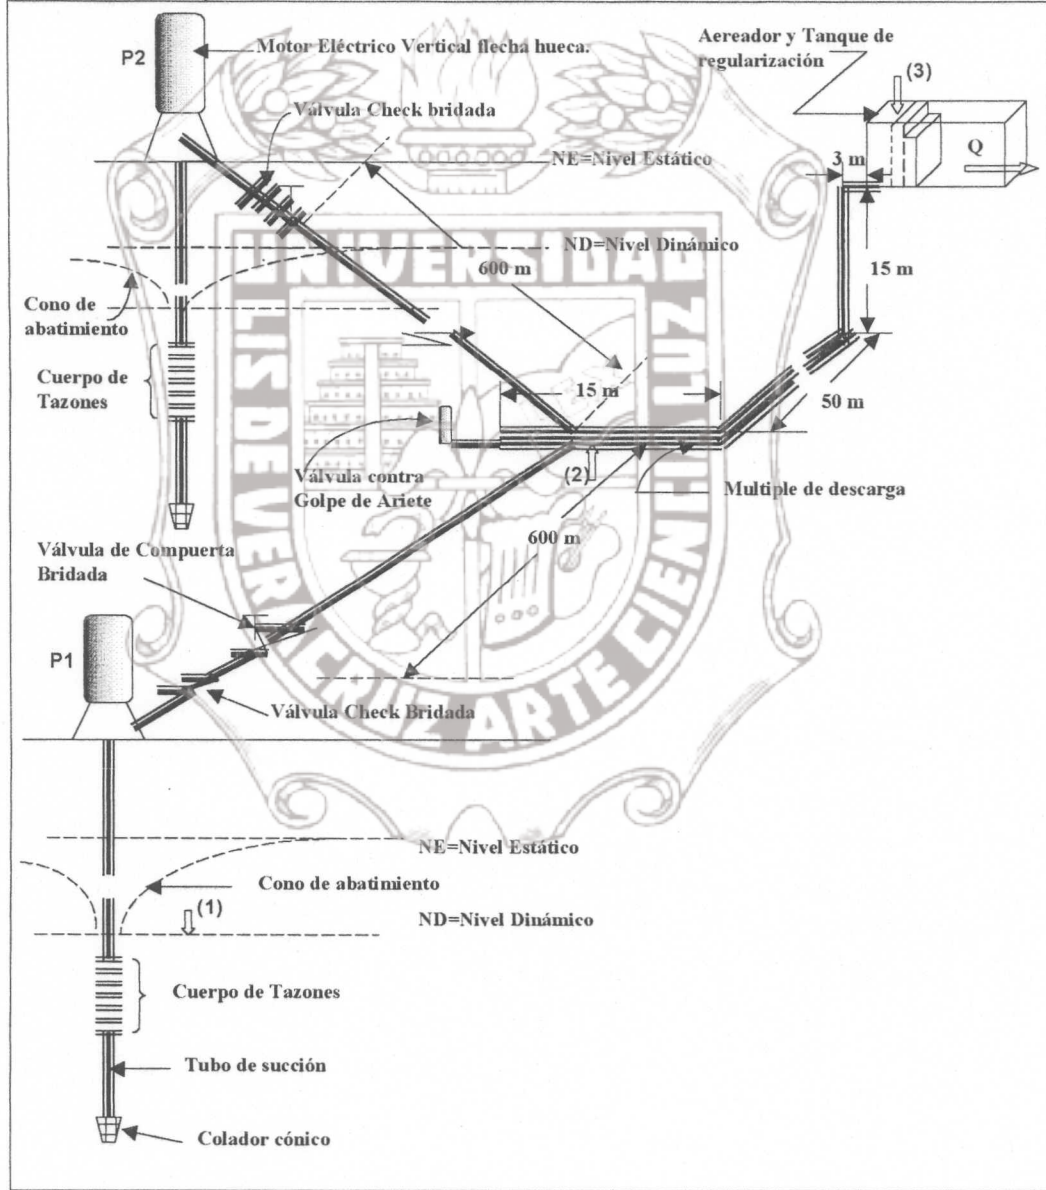 P2
Motor Eléctrico Vertical flecha hueca.
Aereador y Tanque de
regularización
(3)
Válvula Check bridada
NE=Nivel Estático
3 m
Q
ND=Nivel Dinámico
600 m
15 m
Cono de
abatimiento
Cuerpo de
Tazones
15 m
50 m
Válvula contra
Golpe de Ariete
(2)
Multiple de descarga
600 m
Válvula de Compuerta
Bridada
P1
Válvula Check Bridada
NE=Nivel Estático
Cono de abatimiento
(1)
ND=Nivel Dinámico
Cuerpo de Tazones
Tubo de succión
Colador cónico
UNIVERSIDAD
LIS DE VERACRUZ ARTE CIENCIA LUZ